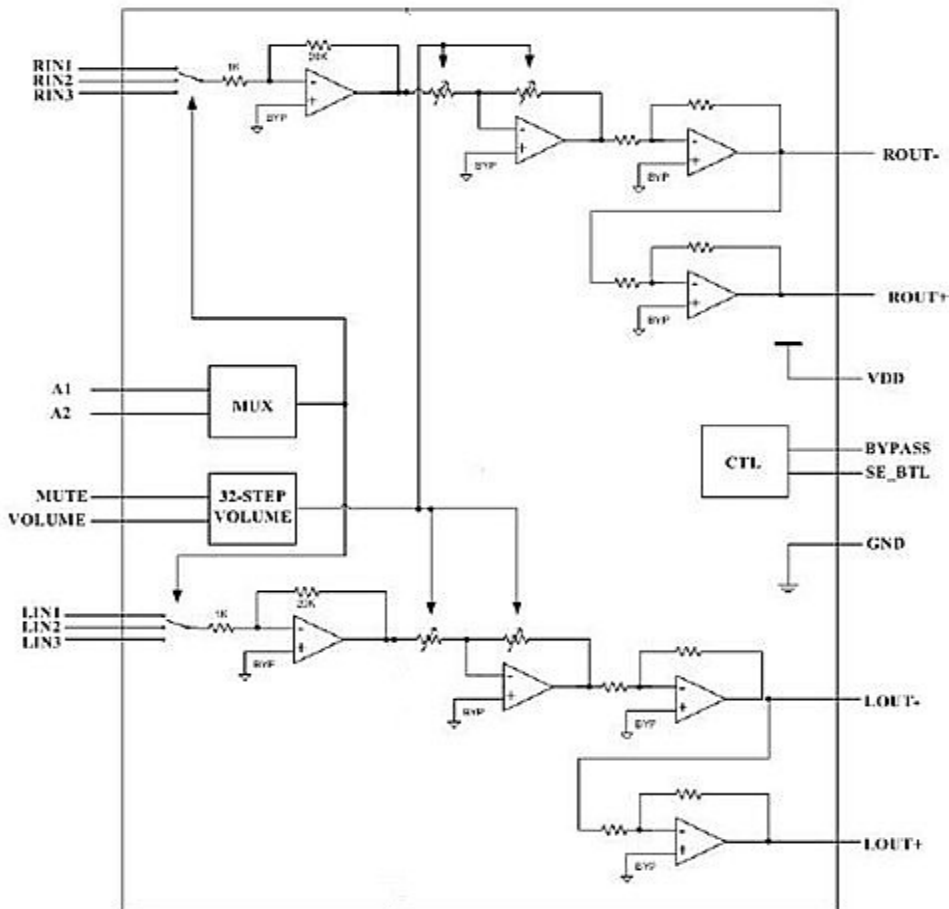 RIN1
RIN2
RIN3
1K
20K
BYP
BYP
BYP
ROUT-
BYP
ROUT+
VDD
A1
A2
MUX
CTL
BYPASS
SE_BTL
MUTE
VOLUME
32-STEP
VOLUME
GND
LIN1
LIN2
LIN3
1K
20K
BYP
BYP
BYP
LOUT-
BYP
LOUT+